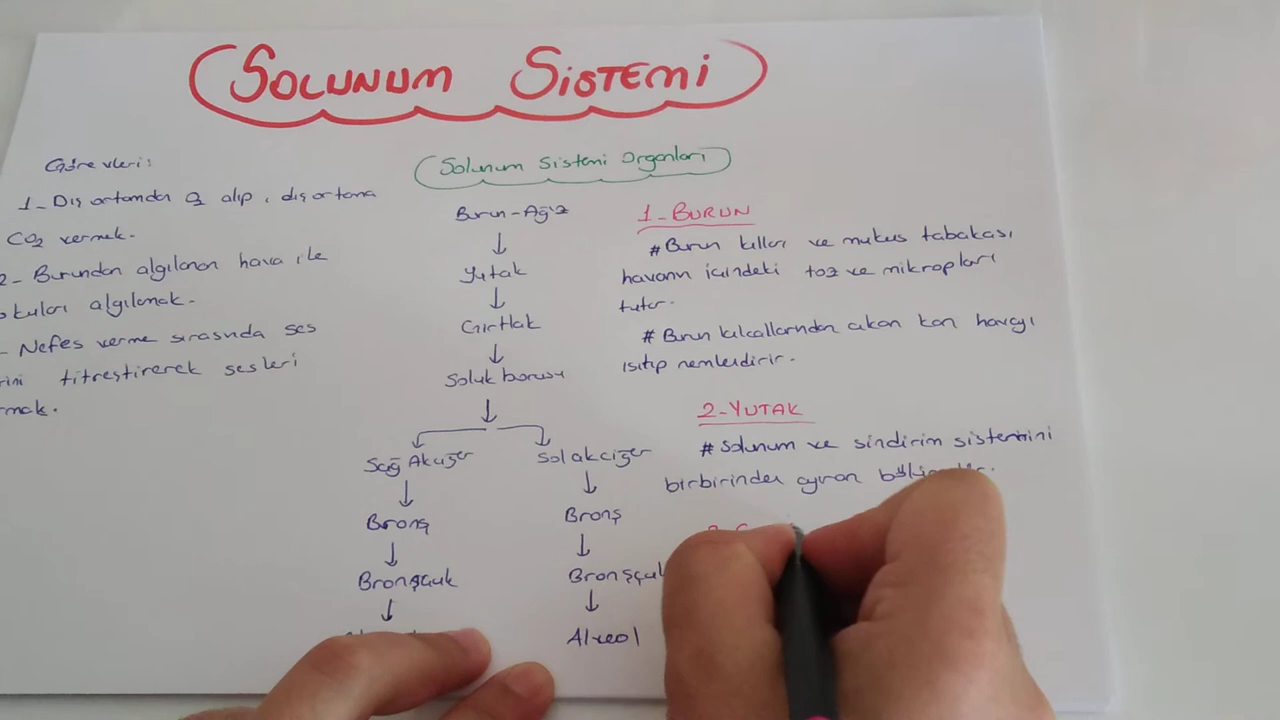 SOLUNUM SİSTEMİ
Görevleri:
1- Dış ortamdan O2 alıp, dış ortama
CO2 vermek.
2- Burundan algılanan hava ile
algılamak.
- Nefes verme sırasında ses
titreştirerek sesleri
Solunum Sistemi Organları
Burun-Ağız
↓
Yutak
↓
Gırtlak
↓
Soluk borusu
↓
Sağ Akciğer
↓
Bronş
↓
Bronşçuk
↓
Sol akciğer
↓
Bronş
↓
Bronşçuk
↓
Alveol
1-BURUN
# Burun kılları ve mukus tabakası
havanın içindeki toz ve mikropları
tutar.
# Burun kılcallarından akan kan havayı
ısıtıp nemlendirir.
2-YUTAK
# Solunum ve sindirim sistemini
birbirinden ayıran